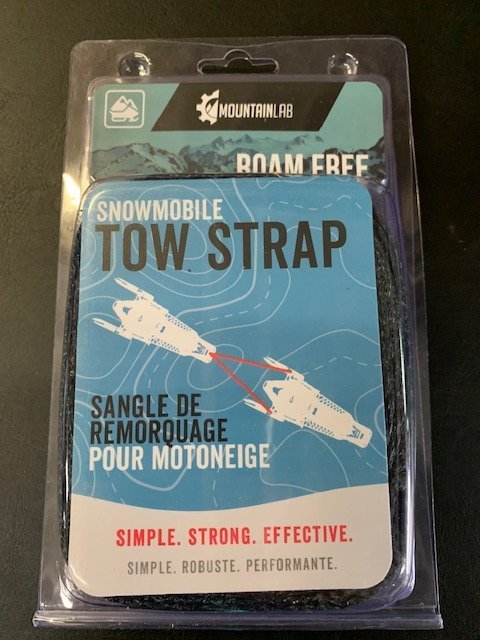 MOUNTAINLAB
ROAM FREE
SNOWMOBILE
TOW STRAP
SANGLE DE
REMORQUAGE
POUR MOTONEIGE
SIMPLE. STRONG. EFFECTIVE.
SIMPLE. ROBUSTE. PERFORMANTE.